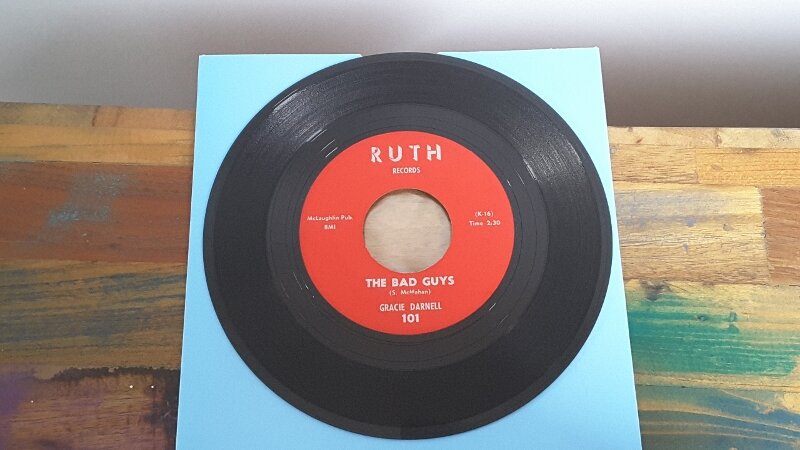 RUTH
RECORDS
McLaughlin Pub.
BMI
(K-16)
Time 2:30
THE BAD GUYS
(S. McMahan)
GRACIE DARNELL
101